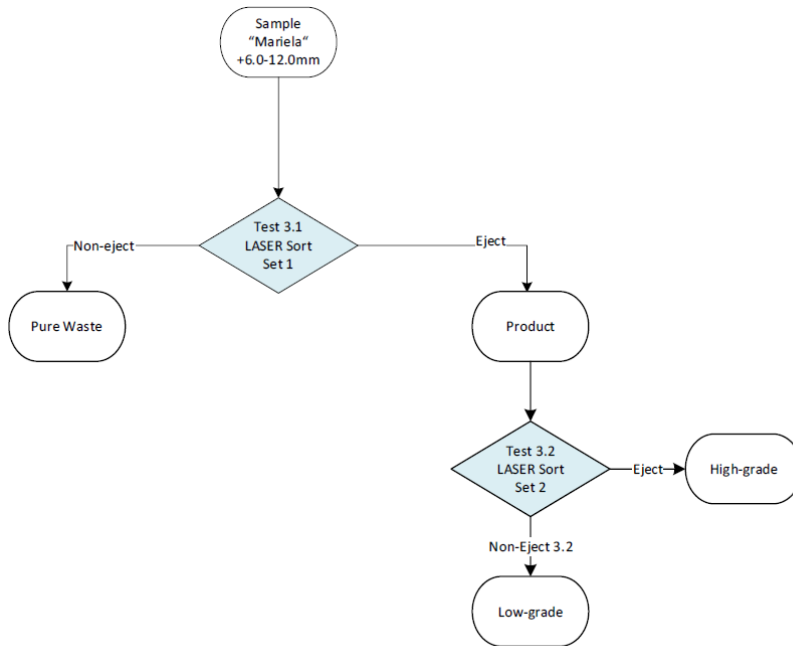 Sample
“Mariela“
+6.0-12.0mm
Test 3.1
LASER Sort
Set 1
Non-eject
Eject
Pure Waste
Product
Test 3.2
LASER Sort
Set 2
Eject
High-grade
Non-Eject 3.2
Low-grade